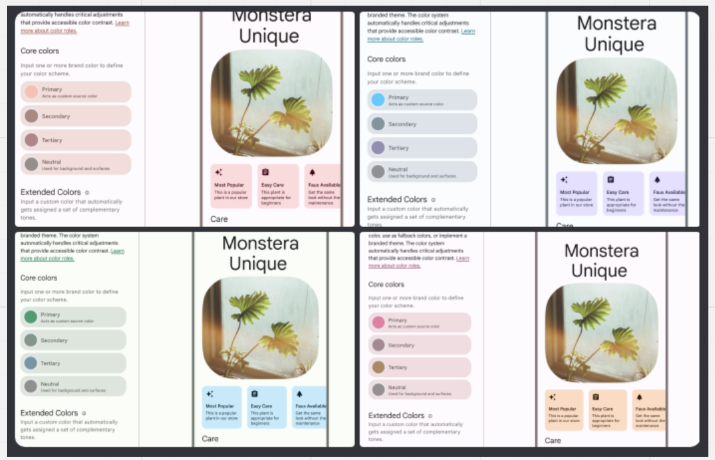 automatically handles critical adjustments
that provide accessible color contrast. Learn
more about color roles.
Core colors
Input one or more brand color to define
your color scheme.
Primary
Acts as custom source color
Secondary
Tertiary
Neutral
Used for background and surfaces
Extended Colors
Input a custom color that automatically
gets assigned a set of complementary
Monstera
Unique
Most Popular
This is a popular
plant in our store
Easy Care
This plant is
appropriate for
beginners
Faux Available
Get the same
look without the
maintenance
Care
branded theme. The color system
automatically handles critical adjustments
that provide accessible color contrast. Learn
more about color roles.
Core colors
Input one or more brand color to define
your color scheme.
Primary
Acts as custom source color
Secondary
Tertiary
Neutral
Used for background and surfaces
Extended Colors
Input a custom color that automatically
gets assigned a set of complementary
tones.
Monstera
Unique
Most Popular
This is a popular
plant in our store
Easy Care
This plant is
appropriate for
beginners
Faux Available
Get the same
look without the
maintenance
Care
branded theme. The color system
automatically handles critical adjustments
that provide accessible color contrast. Learn
more about color roles.
Core colors
Input one or more brand color to define
your color scheme.
Primary
Acts as custom source color
Secondary
Tertiary
Neutral
Used for background and surfaces
Extended Colors
Input a custom color that automatically
gets assigned a set of complementary
tones.
Monstera
Unique
Most Popular
This is a popular
plant in our store
Easy Care
This plant is
appropriate for
beginners
Faux Available
Get the same
look without the
maintenance
Care
color, use as fallback colors, or implement a
branded theme. The color system
automatically handles critical adjustments
that provide accessible color contrast. Learn
more about color roles.
Core colors
Input one or more brand color to define
your color scheme.
Primary
Acts as custom source color
Secondary
Tertiary
Neutral
Used for background and surfaces
Extended Colors
Input a custom color that automatically
gets assigned a set of complementary
tones.
Monstera
Unique
Most Popular
This is a popular
plant in our store
Easy Care
This plant is
appropriate for
beginners
Faux Available
Get the same
look without the
maintenance
Care